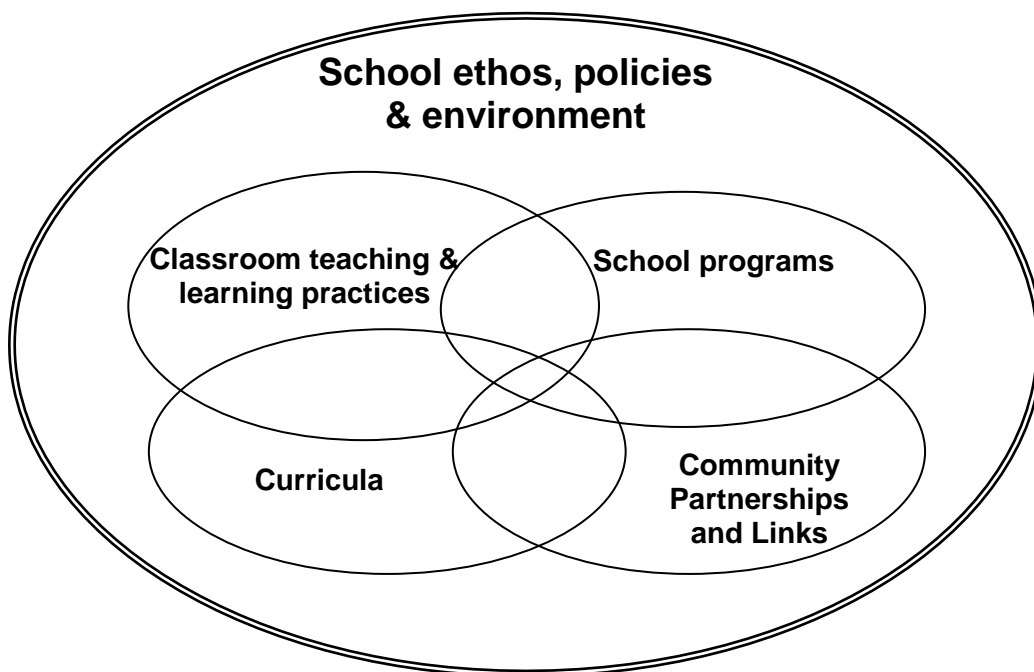 School ethos, policies
& environment
Classroom teaching &
learning practices
School programs
Curricula
Community
Partnerships
and Links